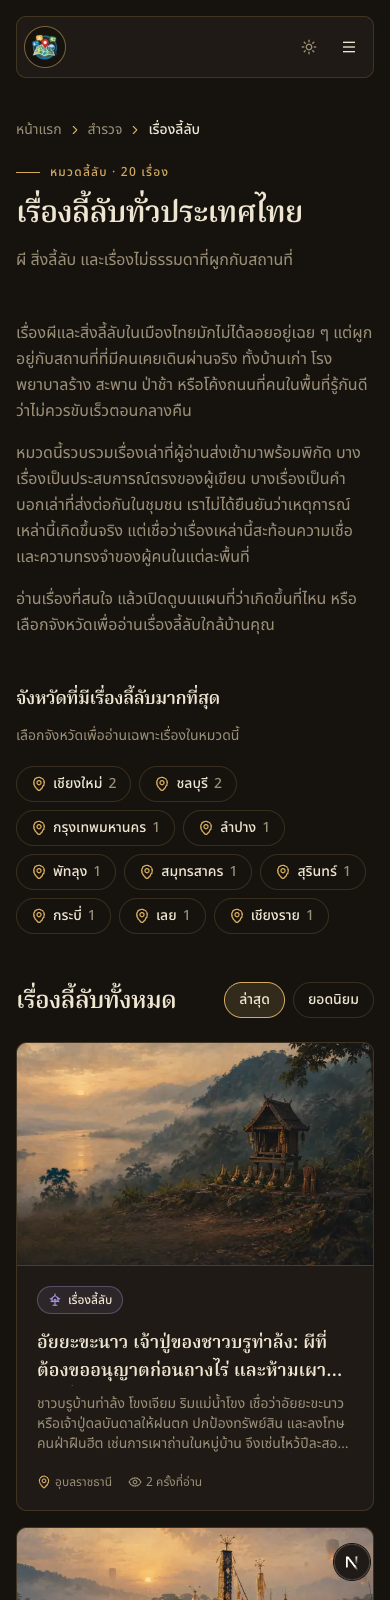 หน้าแรก > สำรวจ > เรื่องลี้ลับ
หมวดลี้ลับ · 20 เรื่อง
เรื่องลี้ลับทั่วประเทศไทย
ผี สิ่งลี้ลับ และเรื่องไม่ธรรมดาที่ผูกกับสถานที่
เรื่องผีและสิ่งลี้ลับในเมืองไทยมักไม่ได้ลอยอยู่เฉย ๆ แต่ผูก
อยู่กับสถานที่ที่มีคนเคยเดินผ่านจริง ทั้งบ้านเก่า โรง
พยาบาลร้าง สะพาน ป่าช้า หรือโค้งถนนที่คนในพื้นที่รู้กันดี
ว่าไม่ควรขับเร็วตอนกลางคืน
หมวดนี้รวบรวมเรื่องเล่าที่ผู้อ่านส่งเข้ามาพร้อมพิกัด บาง
เรื่องเป็นประสบการณ์ตรงของผู้เขียน บางเรื่องเป็นคำ
บอกเล่าที่ส่งต่อกันในชุมชน เราไม่ได้ยืนยันว่าเหตุการณ์
เหล่านี้เกิดขึ้นจริง แต่เชื่อว่าเรื่องเหล่านี้สะท้อนความเชื่อ
และความทรงจำของผู้คนในแต่ละพื้นที่
อ่านเรื่องที่สนใจ แล้วเปิดดูบนแผนที่ว่าเกิดขึ้นที่ไหน หรือ
เลือกจังหวัดเพื่ออ่านเรื่องลี้ลับใกล้บ้านคุณ
จังหวัดที่มีเรื่องลี้ลับมากที่สุด
เลือกจังหวัดเพื่ออ่านเฉพาะเรื่องในหมวดนี้
เชียงใหม่ 2 ชลบุรี 2
กรุงเทพมหานคร 1 ลำปาง 1
พัทลุง 1 สมุทรสาคร 1 สุรินทร์ 1
กระบี่ 1 เลย 1 เชียงราย 1
เรื่องลี้ลับทั้งหมด ล่าสุด ยอดนิยม
เรื่องลี้ลับ
อัยยะขะนาว เจ้าปู่ของชาวบรูท่าล้ง: ผีที่
ต้องขออนุญาตก่อนถางไร่ และห้ามเผา...
ชาวบรูบ้านท่าล้ง โขงเจียม ริมแม่น้ำโขง เชื่อว่าอัยยะขะนาว
หรือเจ้าปู่ดลบันดาลให้ฝนตก ปกป้องทรัพย์สิน และลงโทษ
คนฝ่าฝืนฮีต เช่นการเผาถ่านในหมู่บ้าน จึงเซ่นไหว้ปีละสอ...
อุบลราชธานี 2 ครั้งที่อ่าน
N